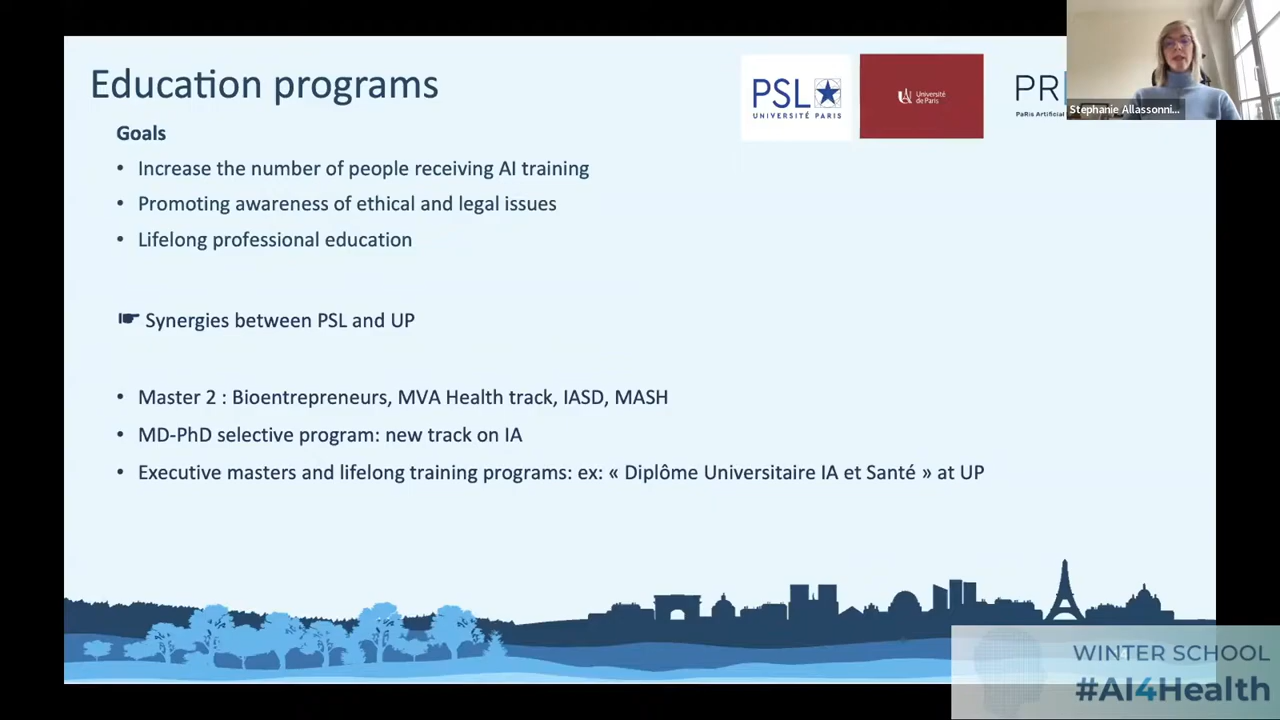 Education programs
PSL
UNIVERSITÉ PARIS
Université
de Paris
PR
PaRis Artificial
Stephanie Allassonni...
Goals
• Increase the number of people receiving AI training
• Promoting awareness of ethical and legal issues
• Lifelong professional education
☛ Synergies between PSL and UP
• Master 2 : Bioentrepreneurs, MVA Health track, IASD, MASH
• MD-PhD selective program: new track on IA
• Executive masters and lifelong training programs: ex: « Diplôme Universitaire IA et Santé » at UP
WINTER SCHOOL
#AI4Health